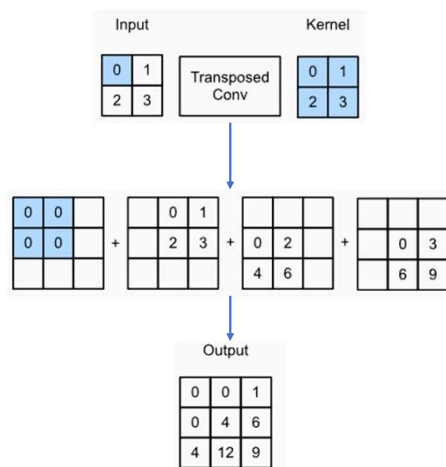 Input Kernel
0 1 Transposed 0 1
2 3 Conv 2 3
0 0 0 1
0 0 + 2 3 + 0 2 + 0 3
4 6 6 9
Output
0 0 1
0 4 6
4 12 9